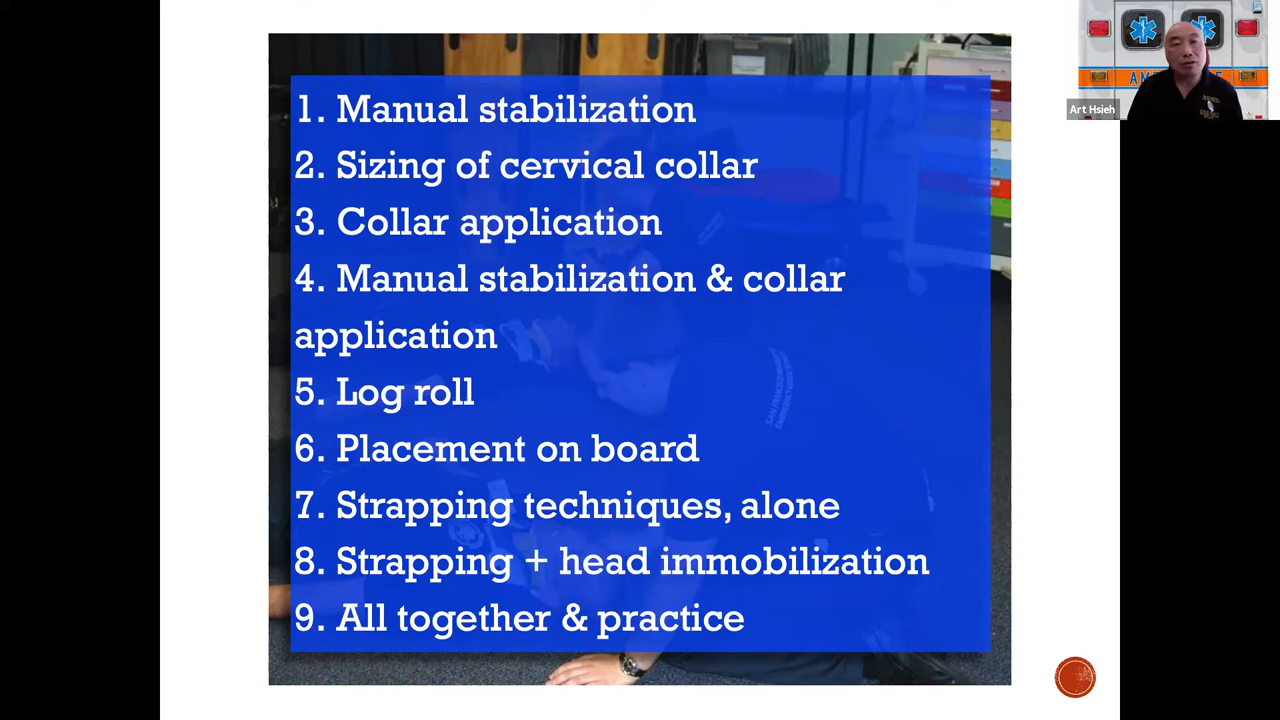 1. Manual stabilization
2. Sizing of cervical collar
3. Collar application
4. Manual stabilization & collar
application
5. Log roll
6. Placement on board
7. Strapping techniques, alone
8. Strapping + head immobilization
9. All together & practice
Art Hsieh